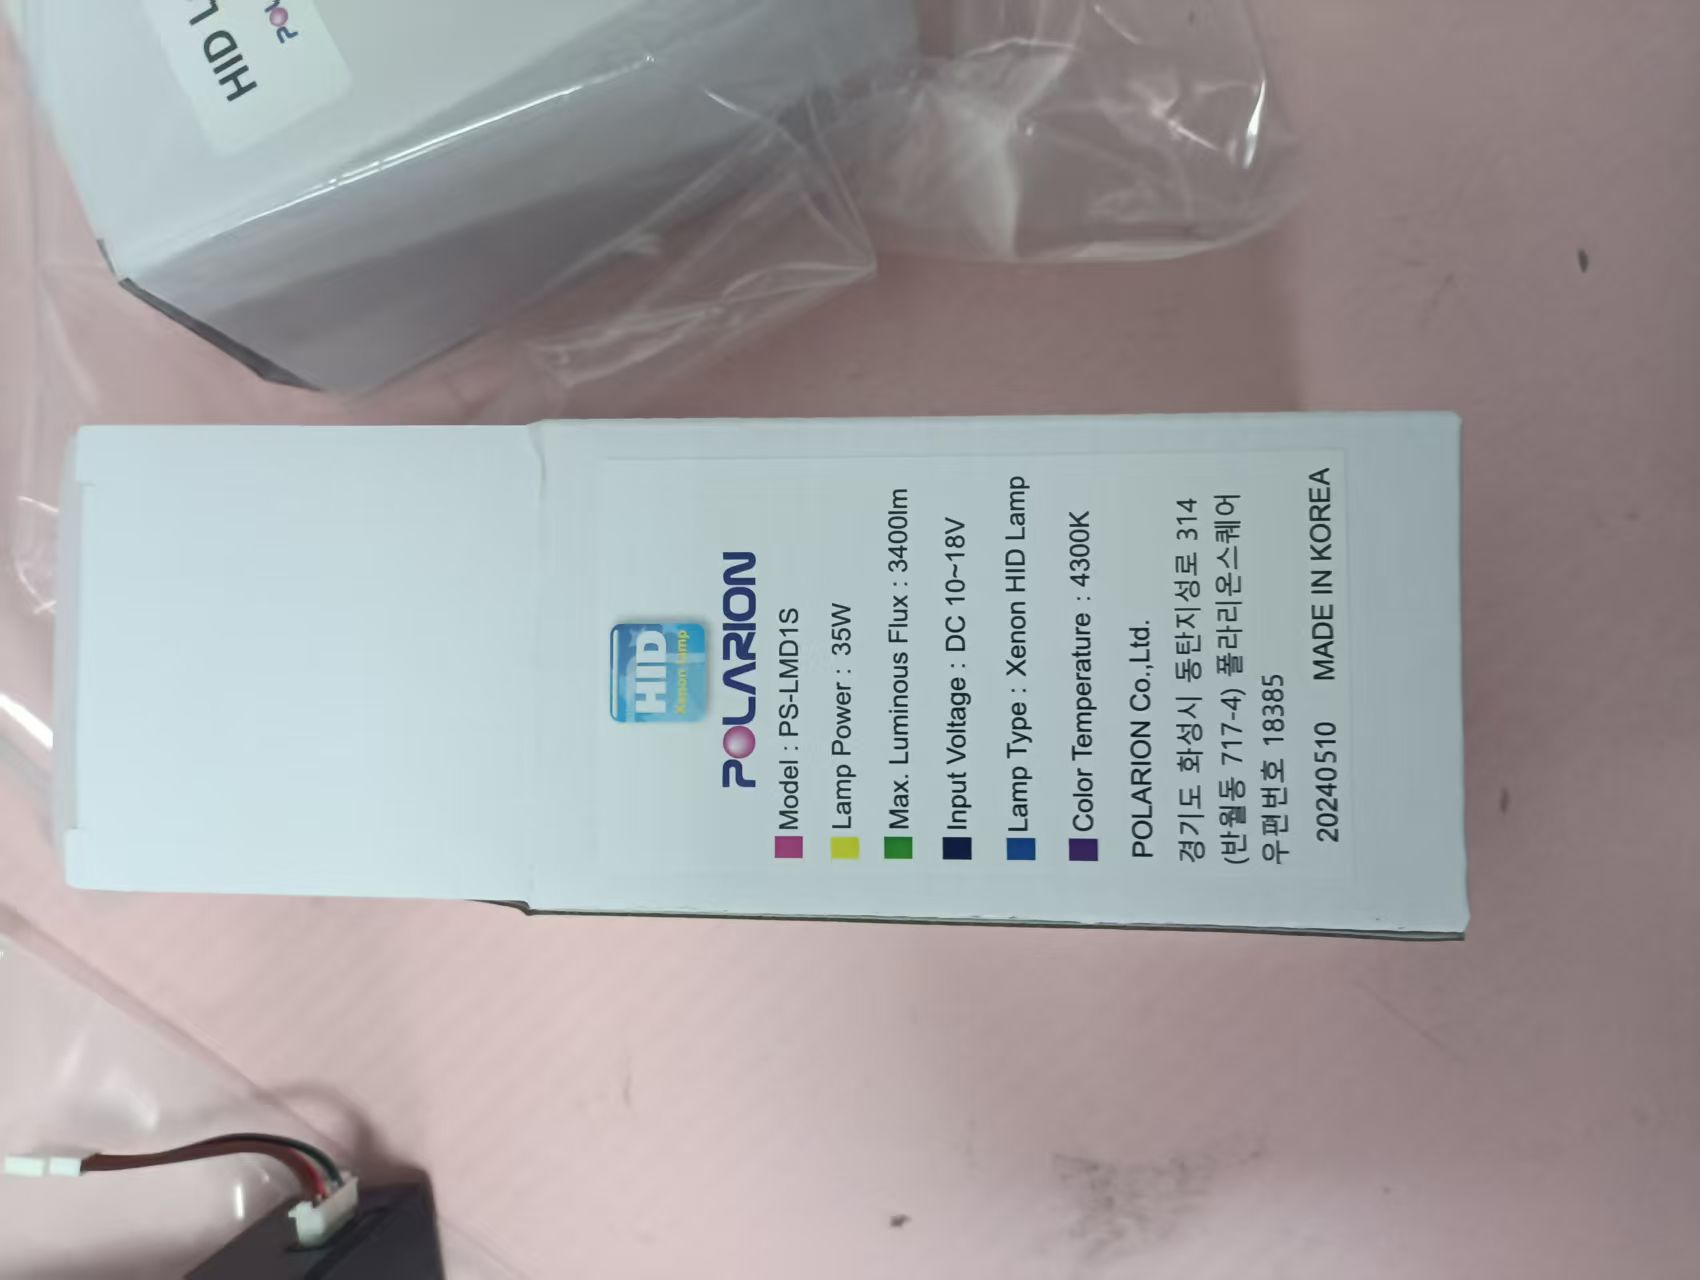 HID L
POL
HID
Xenon lamp
POLARION
Model : PS-LMD1S
Lamp Power : 35W
Max. Luminous Flux : 3400lm
Input Voltage : DC 10~18V
Lamp Type : Xenon HID Lamp
Color Temperature : 4300K
POLARION Co.,Ltd.
경기도 화성시 동탄지성로 314
(반월동 717-4) 폴라리온스퀘어
우편번호 18385
20240510 MADE IN KOREA